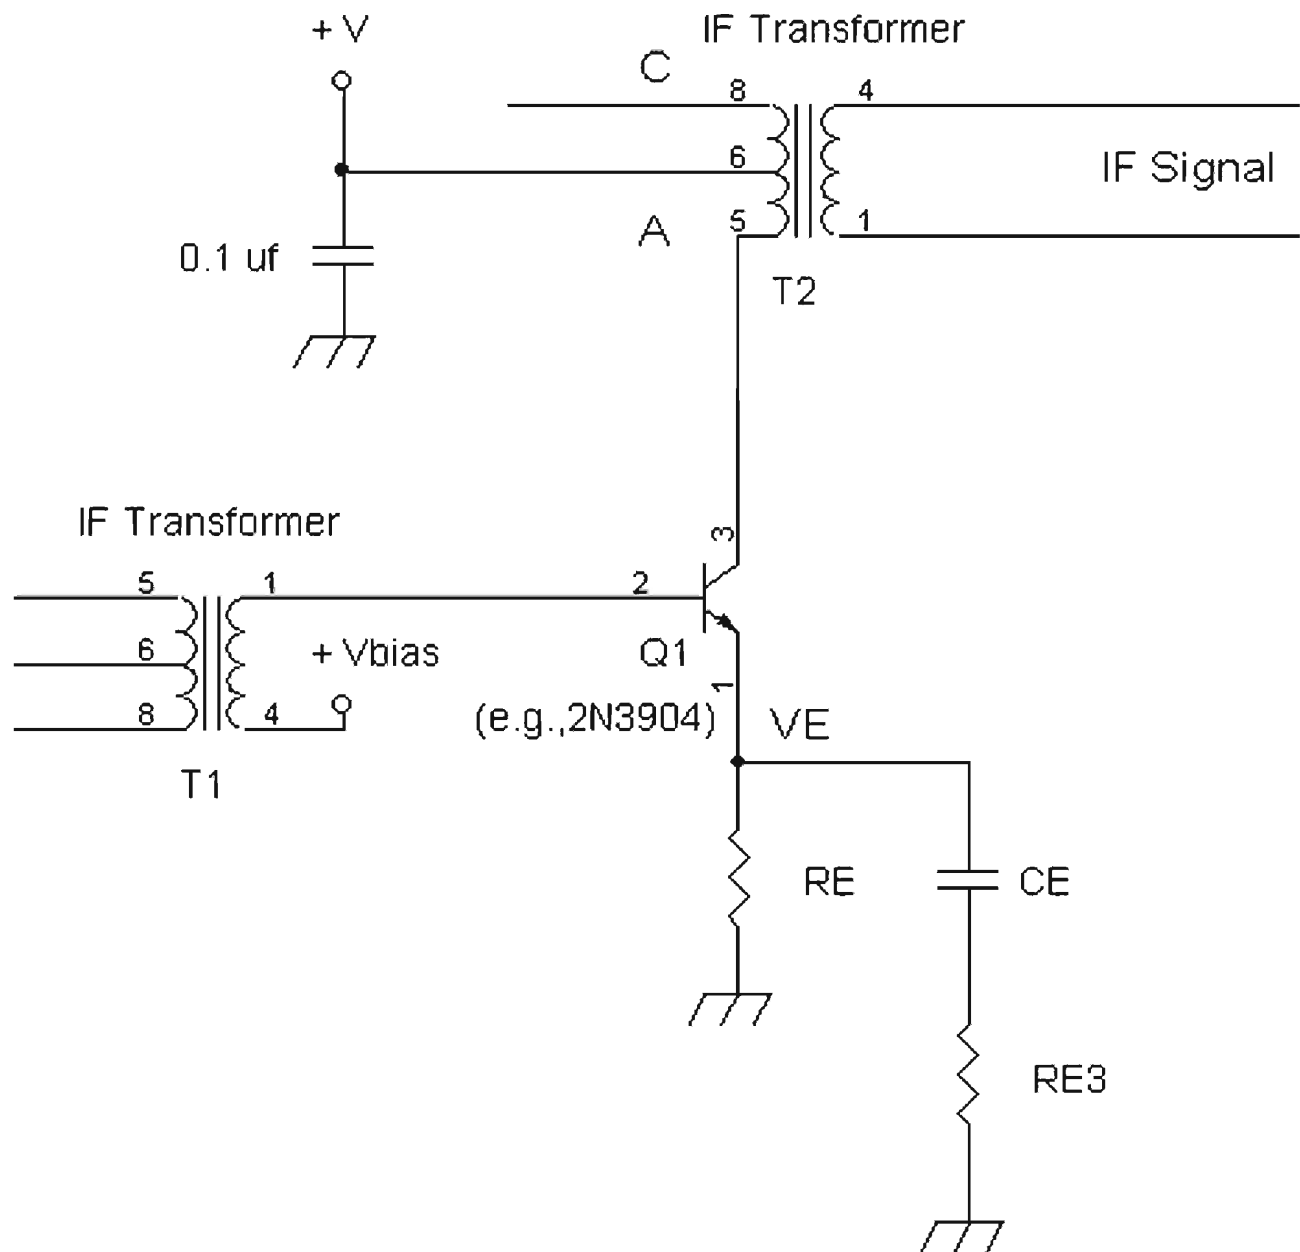 + V
IF Transformer
C
8
4
6
IF Signal
A
5
1
0.1 uf
T2
IF Transformer
3
5
1
2
6
+ Vbias
Q1
1
8
4
(e.g.,2N3904)
VE
T1
RE
CE
RE3